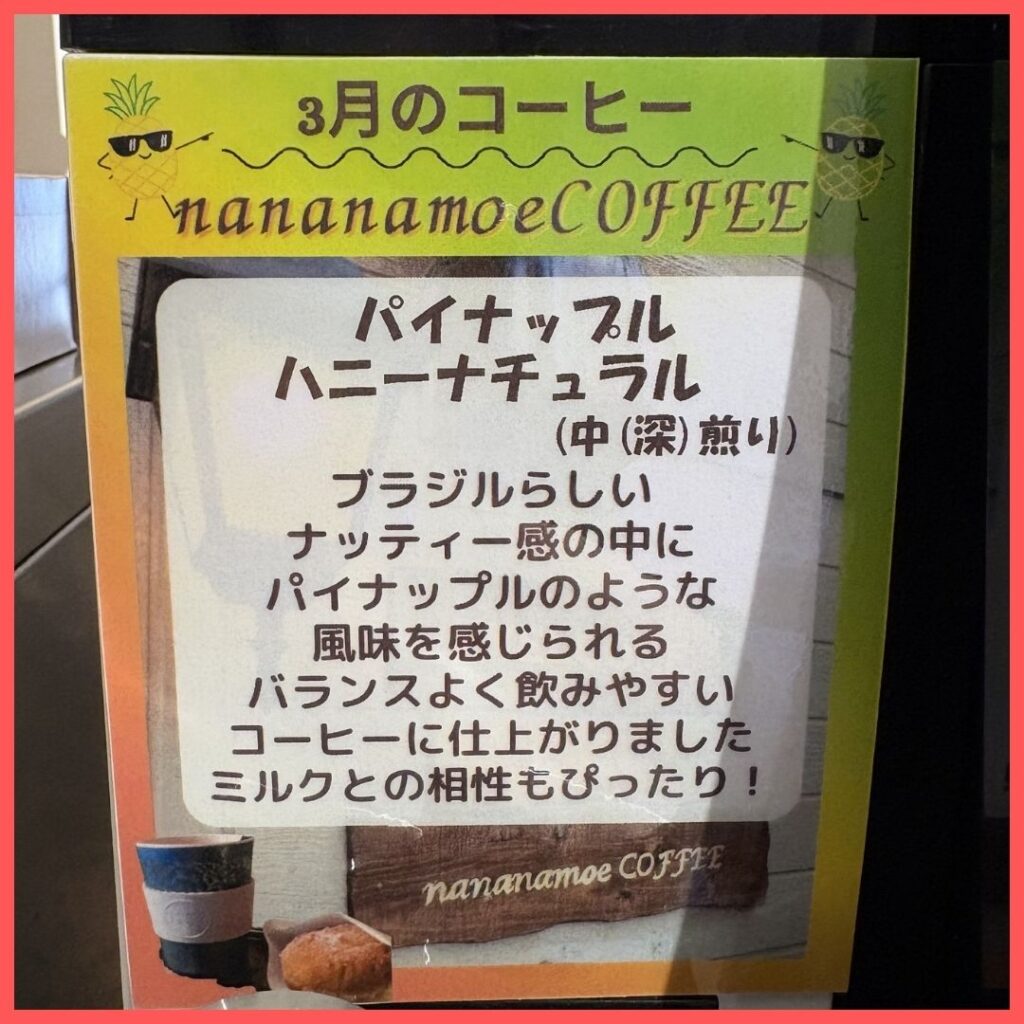 3月のコーヒー
nananamoeCOFFEE
パイナップル
ハニーナチュラル
(中(深)煎り)
ブラジルらしい
ナッティー感の中に
パイナップルのような
風味を感じられる
バランスよく飲みやすい
コーヒーに仕上がりました
ミルクとの相性もぴったり！
nananamoe COFFEE